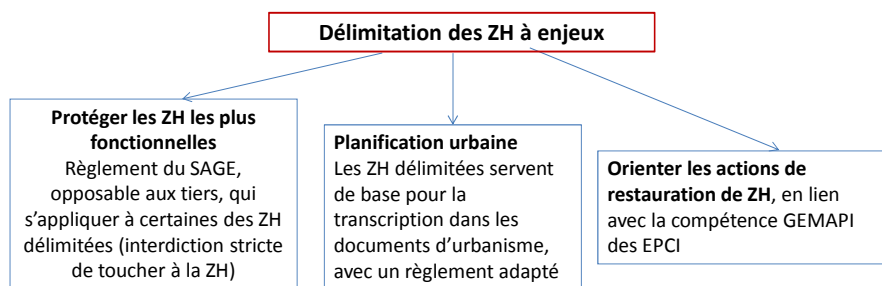 Délimitation des ZH à enjeux
Protéger les ZH les plus
fonctionnelles
Règlement du SAGE,
opposable aux tiers, qui
s’appliquer à certaines des ZH
délimitées (interdiction stricte
de toucher à la ZH)
Planification urbaine
Les ZH délimitées servent
de base pour la
transcription dans les
documents d’urbanisme,
avec un règlement adapté
Orienter les actions de
restauration de ZH, en lien
avec la compétence GEMAPI
des EPCI